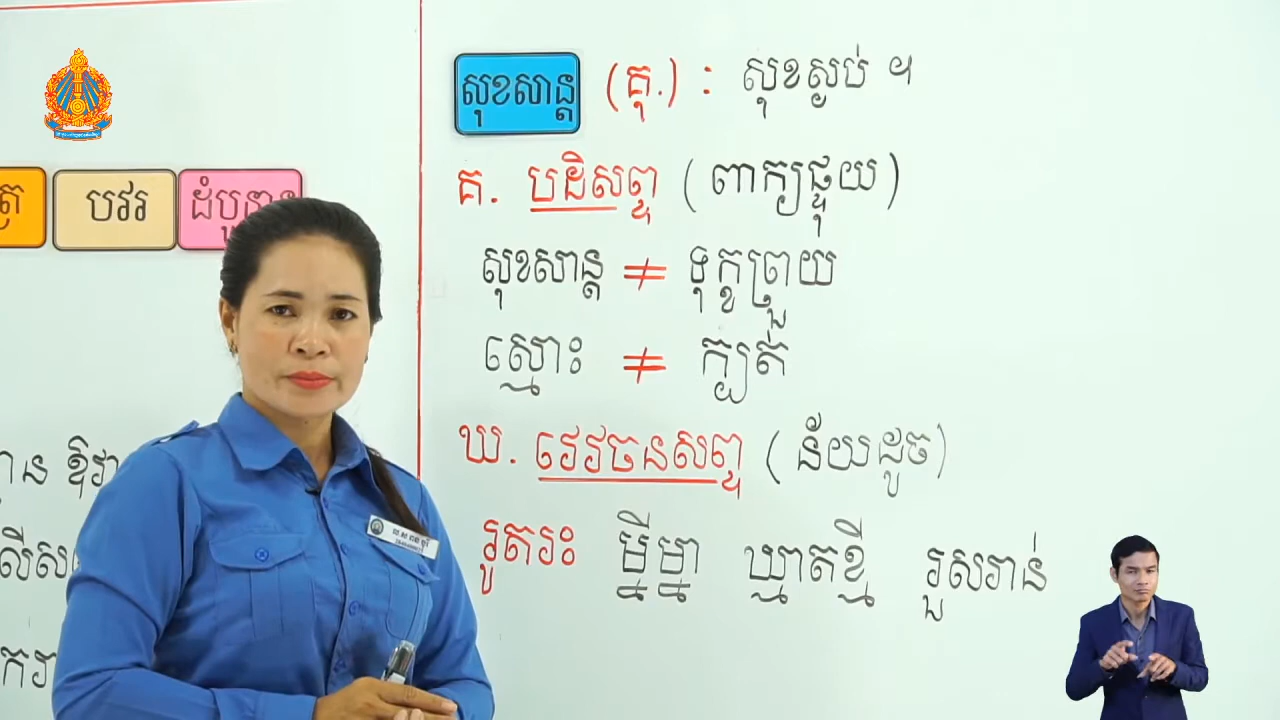 សុខសាន្ត (គុ.) : សុខស្ងប់ ។
គ. បដិសព្ទ (ពាក្យផ្ទុយ)
សុខសាន្ត ≠ ទុក្ខព្រួយ
ស្មោះ ≠ ក្បត់
ឃ. វេវចនសព្ទ (ន័យដូច)
រូតរះ ម្នីម្នា ឃ្មាតខ្មី រួសរាន់
បវរ